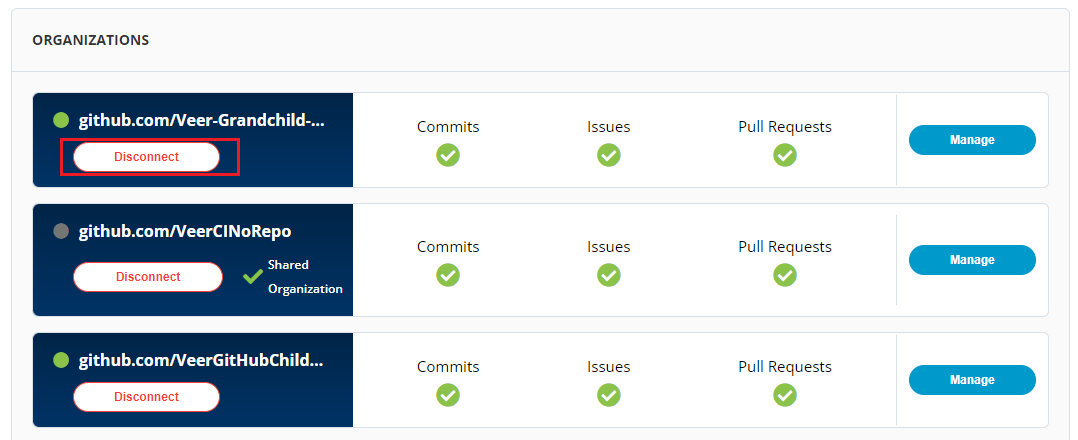 ORGANIZATIONS
github.com/Veer-Grandchild-...
Disconnect
Commits
Issues
Pull Requests
Manage
github.com/VeerCINoRepo
Disconnect
Shared
Organization
Commits
Issues
Pull Requests
Manage
github.com/VeerGitHubChild...
Disconnect
Commits
Issues
Pull Requests
Manage